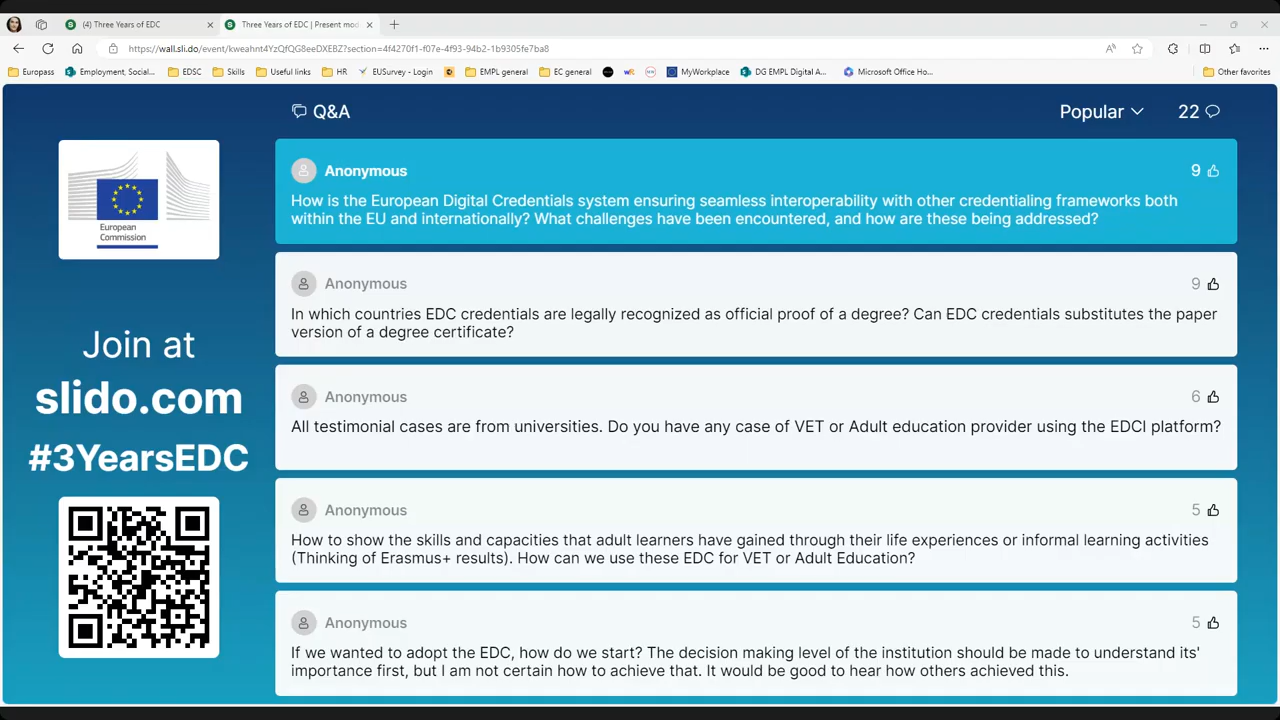 (4) Three Years of EDC
Three Years of EDC | Present mod
https://wall.sli.do/event/kweahnt4YzQfQG8eeDXEBZ?section=4f4270f1-f07e-4f93-94b2-1b9305fe7ba8
Europass
Employment, Social...
EDSC
Skills
Useful links
HR
EUSurvey - Login
EMPL general
EC general
MyWorkplace
DG EMPL Digital A...
Microsoft Office Ho...
Other favorites
Q&A
Popular
22
European
Commission
Join at
slido.com
#3YearsEDC
Anonymous
9
How is the European Digital Credentials system ensuring seamless interoperability with other credentialing frameworks both
within the EU and internationally? What challenges have been encountered, and how are these being addressed?
Anonymous
9
In which countries EDC credentials are legally recognized as official proof of a degree? Can EDC credentials substitutes the paper
version of a degree certificate?
Anonymous
6
All testimonial cases are from universities. Do you have any case of VET or Adult education provider using the EDCI platform?
Anonymous
5
How to show the skills and capacities that adult learners have gained through their life experiences or informal learning activities
(Thinking of Erasmus+ results). How can we use these EDC for VET or Adult Education?
Anonymous
5
If we wanted to adopt the EDC, how do we start? The decision making level of the institution should be made to understand its'
importance first, but I am not certain how to achieve that. It would be good to hear how others achieved this.